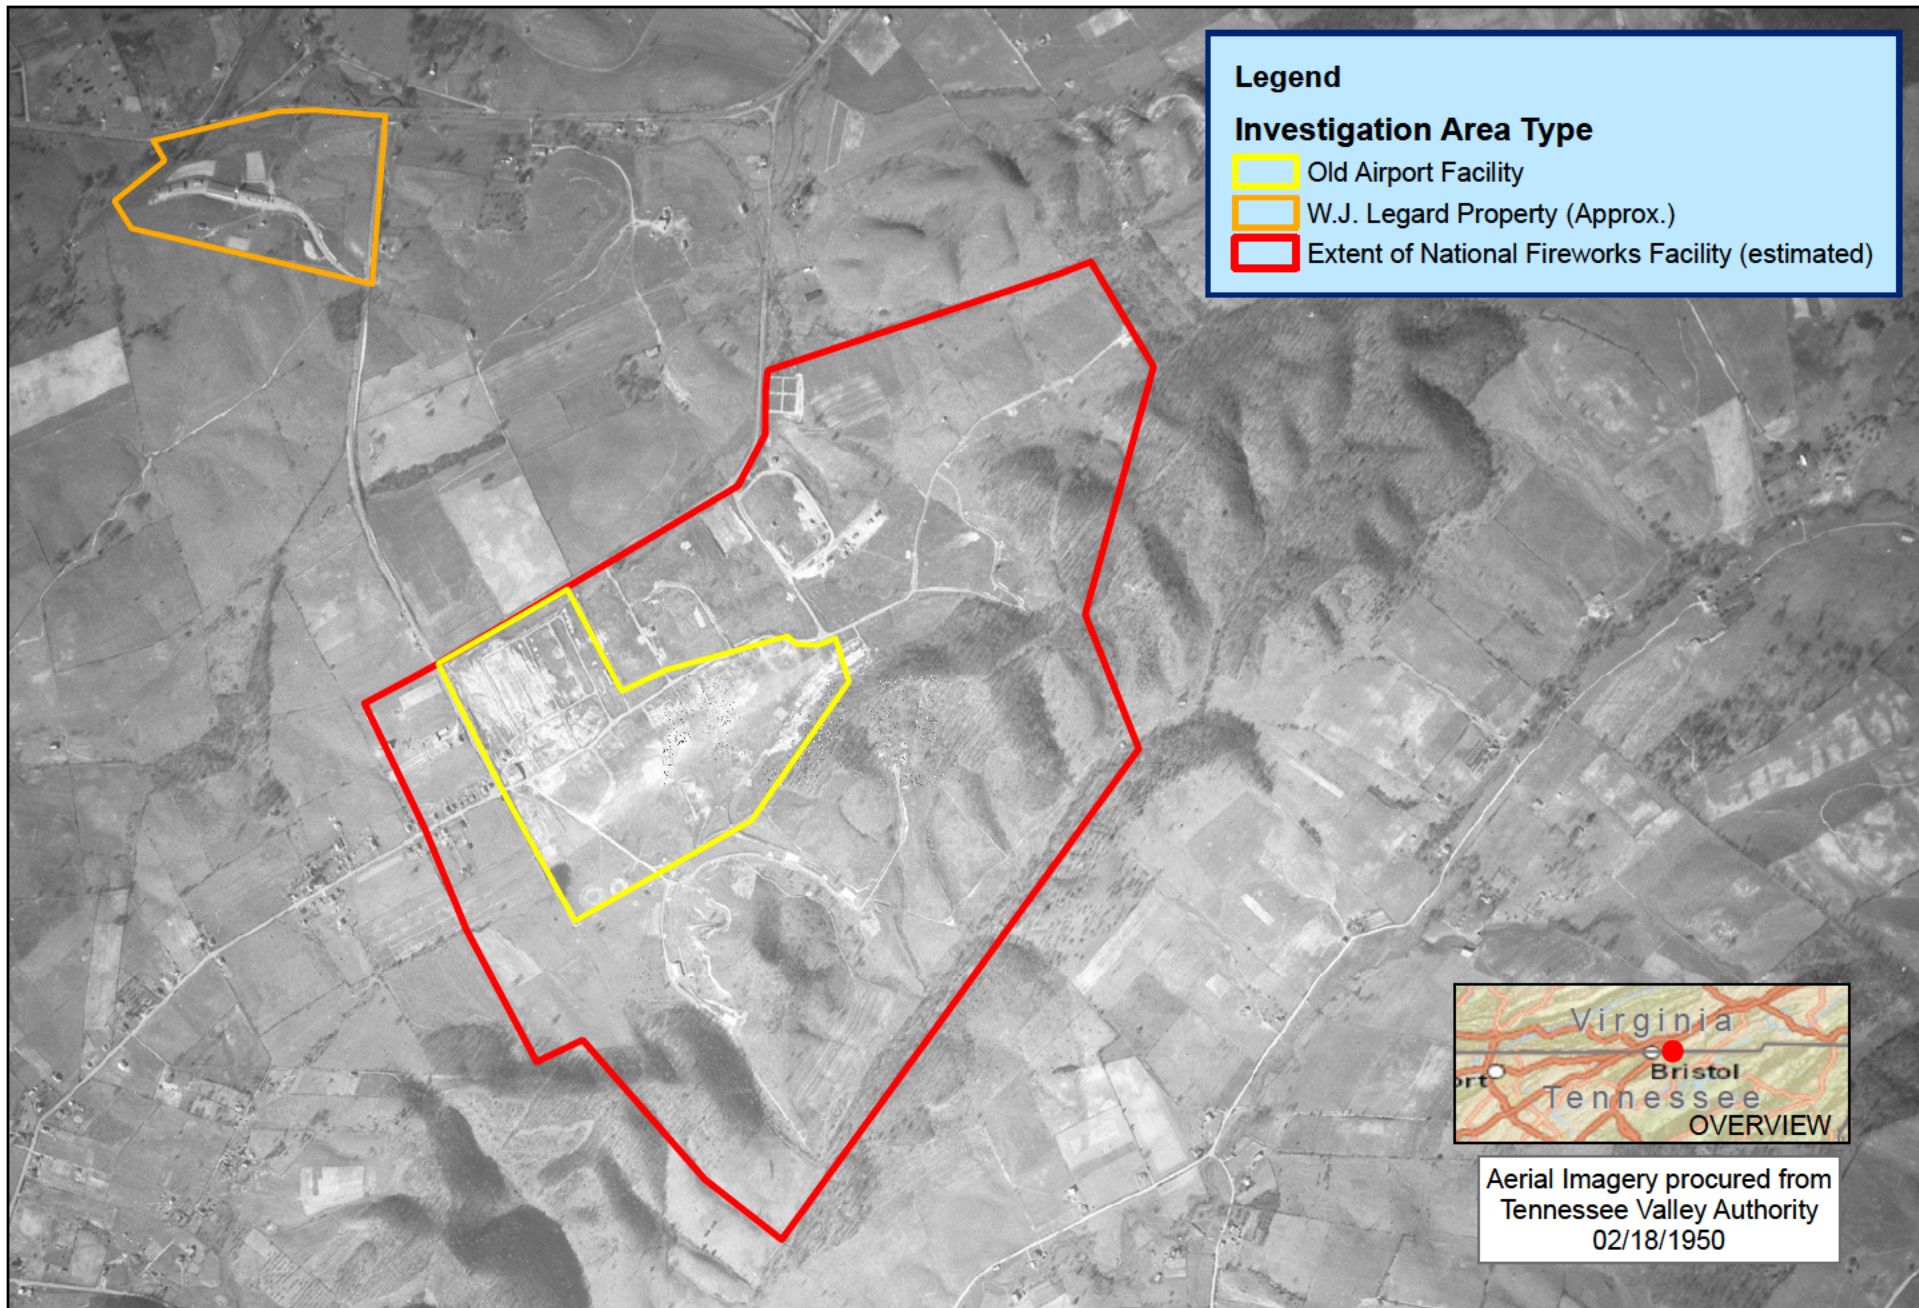 Legend
Investigation Area Type
Old Airport Facility
W.J. Legard Property (Approx.)
Extent of National Fireworks Facility (estimated)
Virginia
Bristol
ort
Tennessee
OVERVIEW
Aerial Imagery procured from
Tennessee Valley Authority
02/18/1950